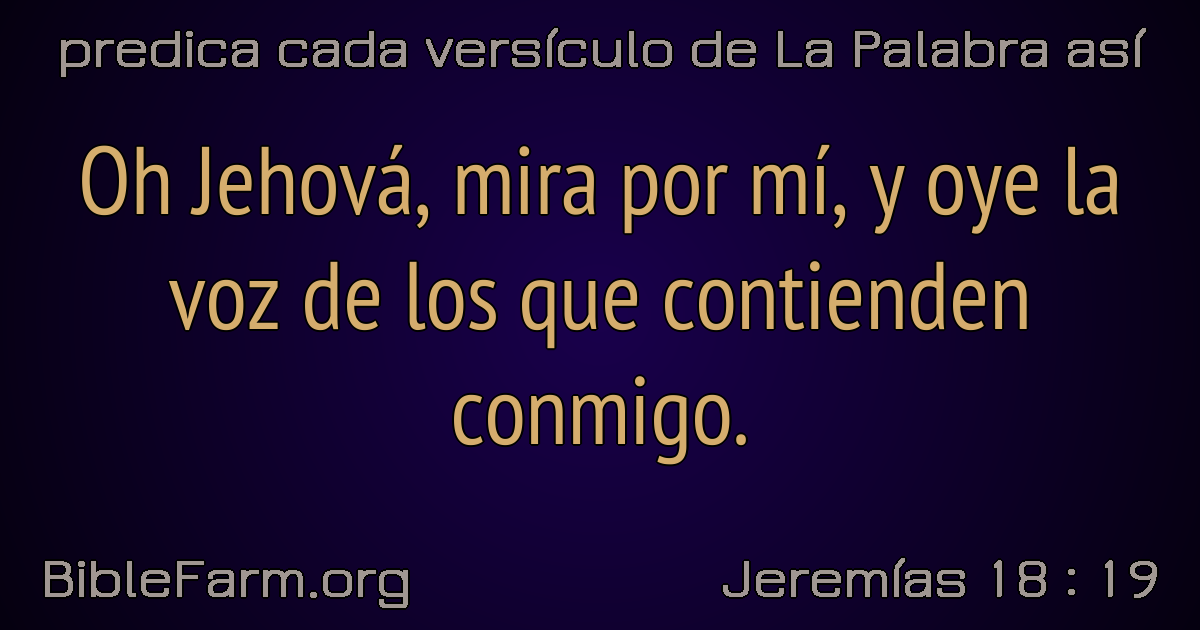 predica cada versículo de La Palabra así
Oh Jehová, mira por mí, y oye la
voz de los que contienden
conmigo.
BibleFarm.org
Jeremías 18 : 19